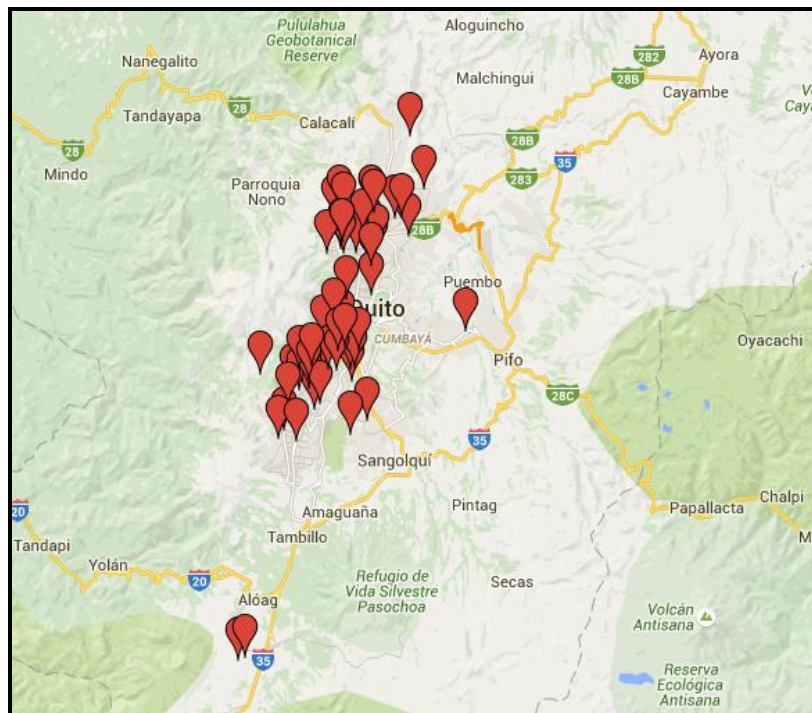 Pululahua
Geobotanical
Reserve
Aloguincho
Nanegalito
282
Ayora
Malchingui
28B
Cayambe
Tandayapa
28
Calacalí
28B
28
35
Mindo
283
Parroquia
Nono
28B
Puembo
uito
CUMBAYÁ
Oyacachi
Pifo
28C
35
Sangolquí
Pintag
Papallacta
Chalpi
20
Amaguaña
Tandapi
Tambillo
M
Yolán
20
Refugio de
Vida Silvestre
Pasochoa
Secas
Alóag
Volcán
Antisana
35
Reserva
Ecológica
Antisana